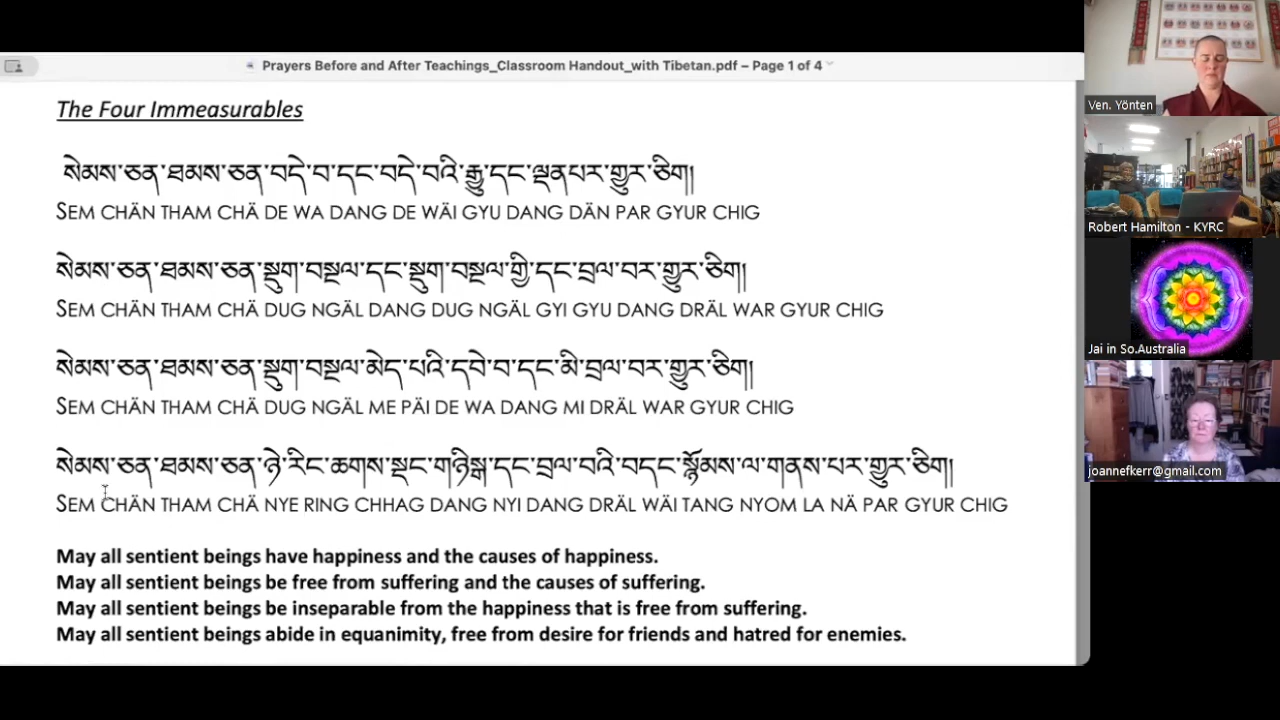 Prayers Before and After Teachings_Classroom Handout_with Tibetan.pdf – Page 1 of 4
The Four Immeasurables
སེམས་ཅན་ཐམས་ཅན་བདེ་བ་དང་བདེ་བའི་རྒྱུ་དང་ལྡནཔར་གྱུར་ཅིག།
SEM CHÄN THAM CHÄ DE WA DANG DE WÄI GYU DANG DÄN PAR GYUR CHIG
སེམས་ཅན་ཐམས་ཅན་སྡུག་བསྔལ་དང་སྡུག་བསྔལ་གྱི་དང་བྲལ་བར་གྱུར་ཅིག།
SEM CHÄN THAM CHÄ DUG NGÄL DANG DUG NGÄL GYI GYU DANG DRÄL WAR GYUR CHIG
སེམས་ཅན་ཐམས་ཅན་སྡུག་བསྔལ་མེད་པའི་དབེ་བ་དང་མི་བྲལ་བར་གྱུར་ཅིག།
SEM CHÄN THAM CHÄ DUG NGÄL ME PÄI DE WA DANG MI DRÄL WAR GYUR CHIG
སེམས་ཅན་ཐམས་ཅན་ཉེ་རིང་ཆགས་སྡང་དང་བྲལ་བའི་བདང་སྙོམས་ལ་གནས་པར་གྱུར་ཅིག།
SEM CHÄN THAM CHÄ NYE RING CHHAG DANG NYI DANG DRÄL WÄI TANG NYOM LA NÄ PAR GYUR CHIG
May all sentient beings have happiness and the causes of happiness.
May all sentient beings be free from suffering and the causes of suffering.
May all sentient beings be inseparable from the happiness that is free from suffering.
May all sentient beings abide in equanimity, free from desire for friends and hatred for enemies.
Ven. Yönten
Robert Hamilton - KYRC
Jai in So.Australia
joannefkerr@gmail.com